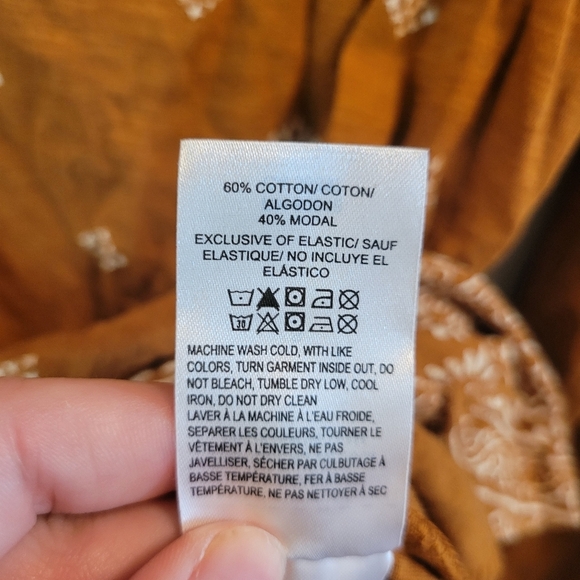 60% COTTON/ COTON/
ALGODON
40% MODAL
EXCLUSIVE OF ELASTIC/ SAUF
ELASTIQUE/ NO INCLUYE EL
ELÁSTICO
30
MACHINE WASH COLD, WITH LIKE
COLORS, TURN GARMENT INSIDE OUT, DO
NOT BLEACH, TUMBLE DRY LOW, COOL
IRON, DO NOT DRY CLEAN
LAVER À LA MACHINE À L'EAU FROIDE,
SEPARER LES COULEURS, TOURNER LE
VÊTEMENT À L'ENVERS, NE PAS
JAVELLISER, SÉCHER PAR CULBUTAGE À
BASSE TEMPÉRATURE, FER À BASSE
TEMPÉRATURE, NE PAS NETTOYER À SEC